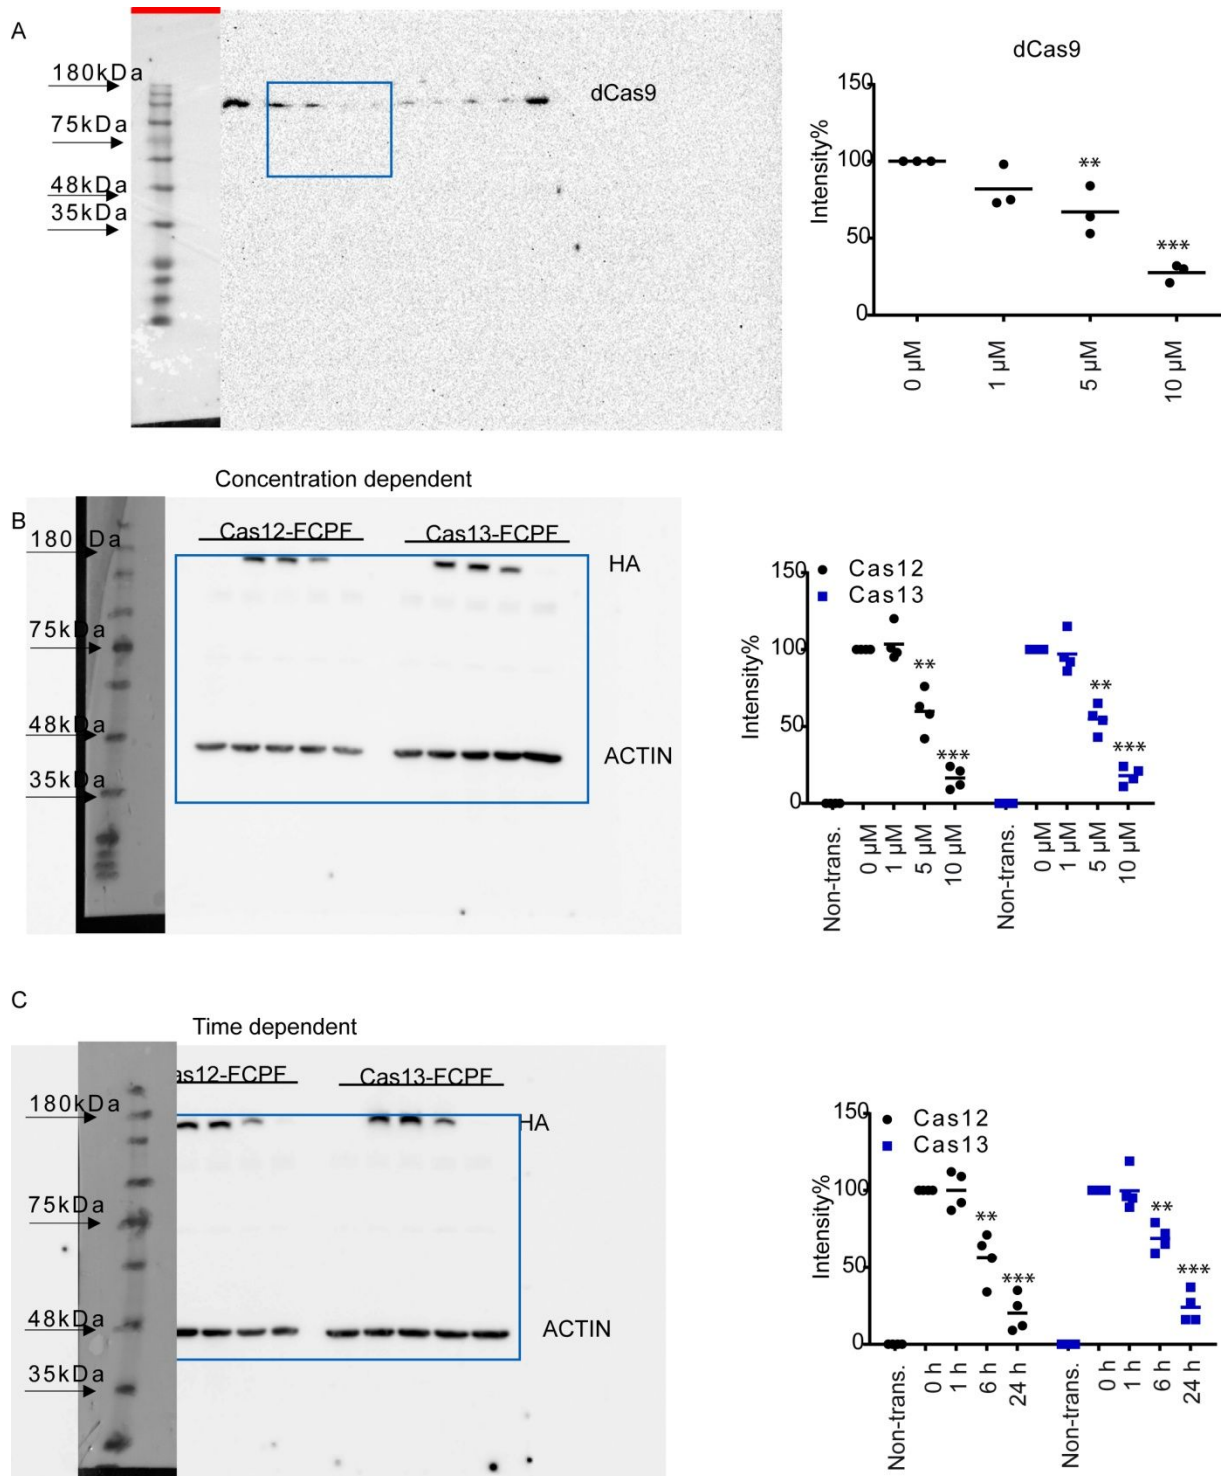 A
180kDa
75kDa
48kDa
35kDa
dCas9
dCas9
Intensity%
150
100
50
0
**
***
0 µM
1 µM
5 µM
10 µM
Concentration dependent
B
180kDa
75kDa
48kDa
35kDa
Cas12-FCPF
Cas13-FCPF
HA
ACTIN
Cas12
Cas13
Intensity%
150
100
50
0
**
***
**
***
Non-trans.
0 µM
1 µM
5 µM
10 µM
Non-trans.
0 µM
1 µM
5 µM
10 µM
C
Time dependent
180kDa
75kDa
48kDa
35kDa
as12-FCPF
Cas13-FCPF
HA
ACTIN
Cas12
Cas13
Intensity%
150
100
50
0
**
***
**
***
Non-trans.
0 h
1 h
6 h
24 h
Non-trans.
0 h
1 h
6 h
24 h